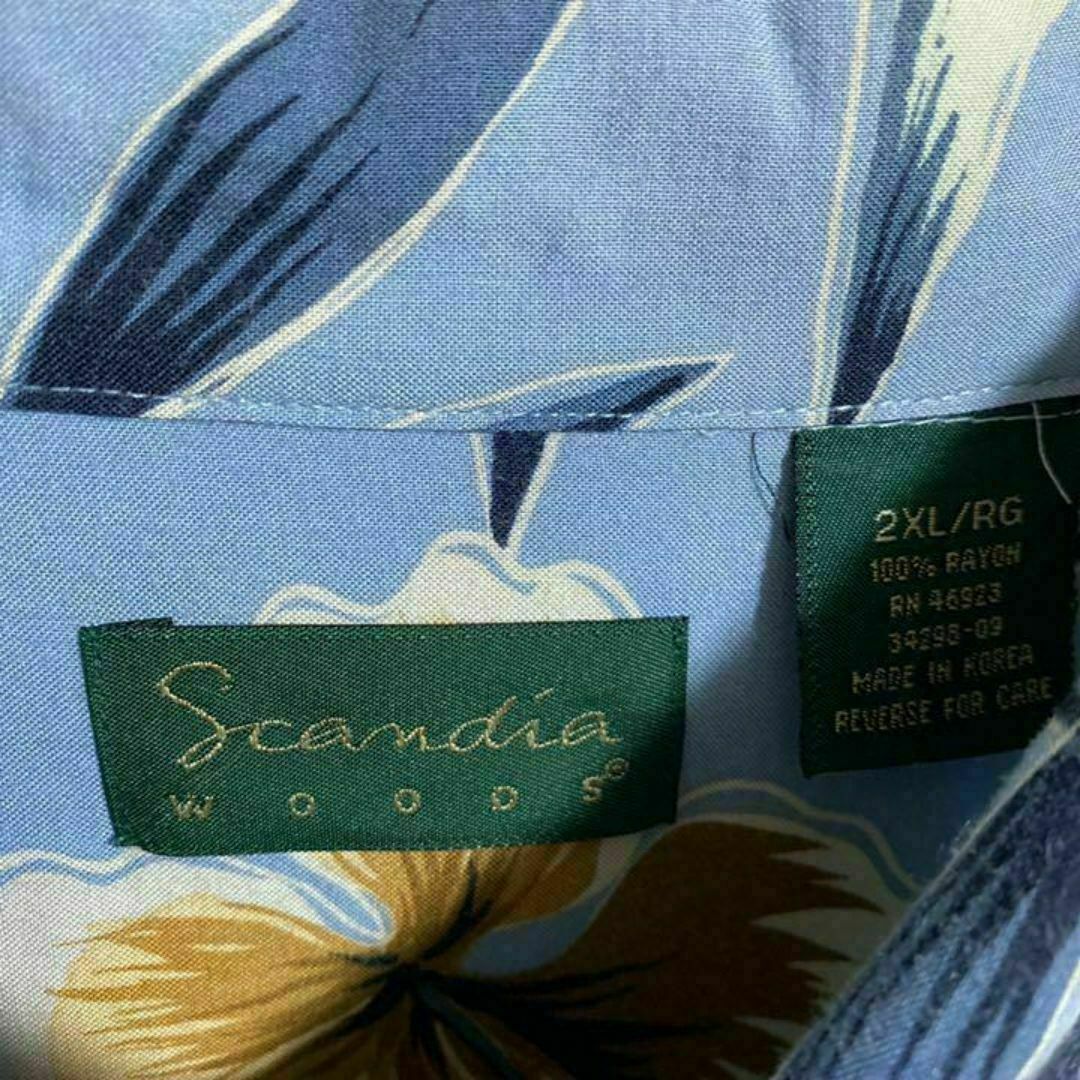 Scandia
WOODS®
2XL/RG
100% RAYON
RN 46923
34298-09
MADE IN KOREA
REVERSE FOR CARE